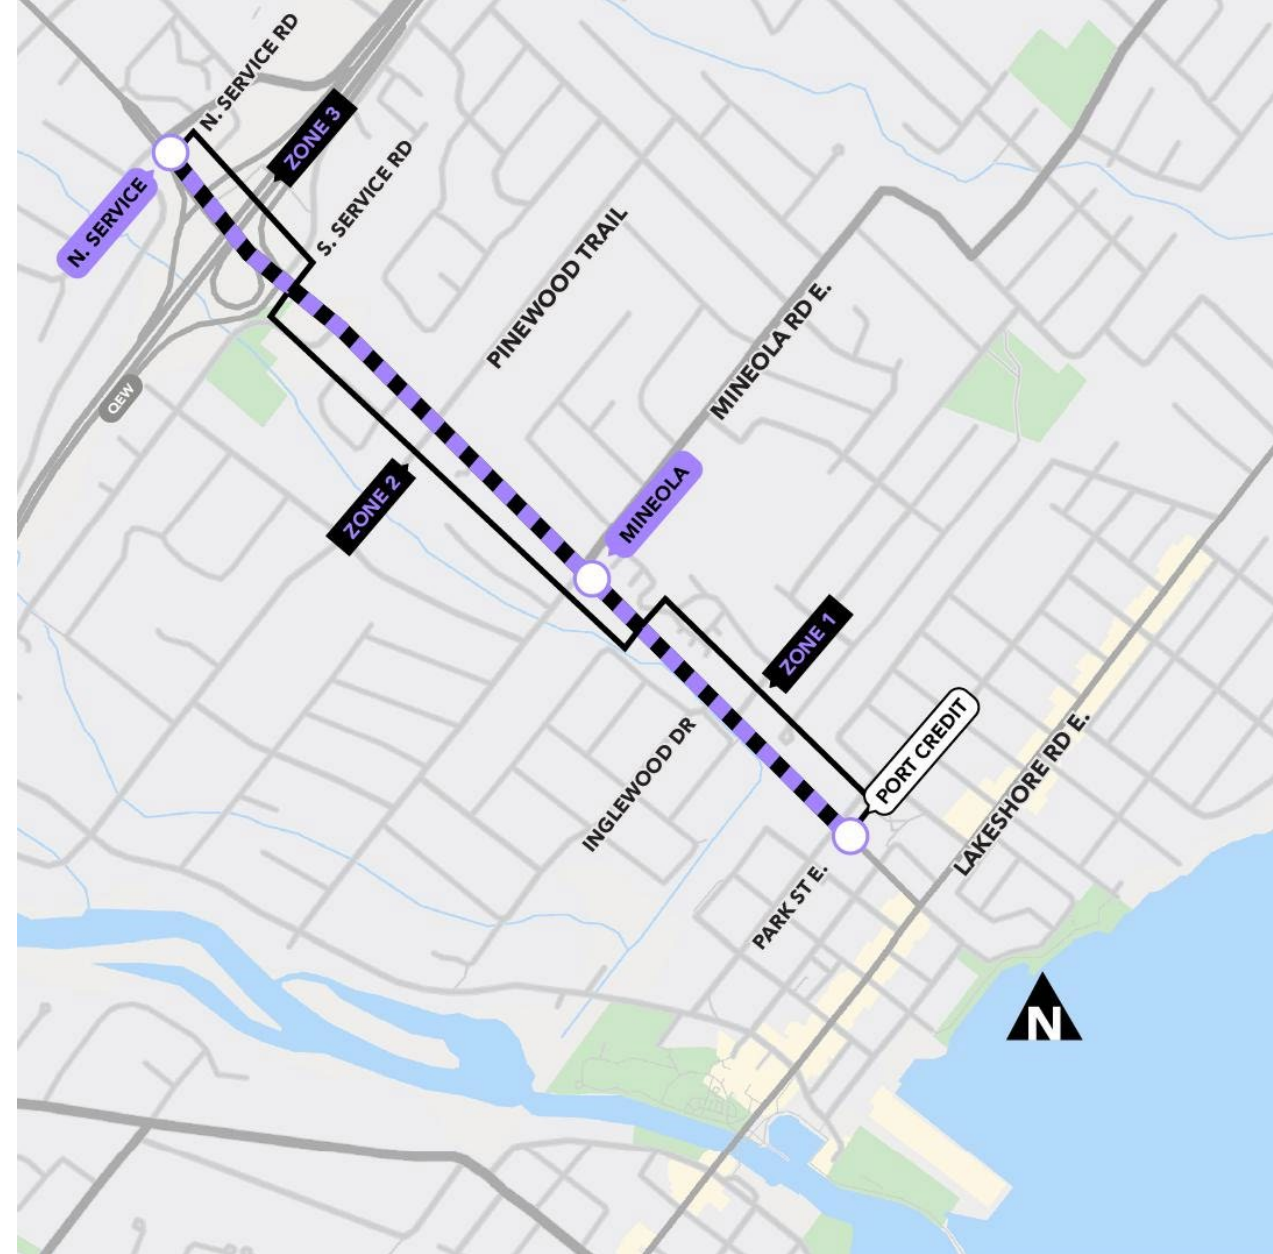 N. SERVICE RD
ZONE 3
S. SERVICE RD
N. SERVICE
PINEWOOD TRAIL
MINEOLA RD E.
QEW
ZONE 2
MINEOLA
ZONE 1
PORT CREDIT
INGLEWOOD DR
LAKESHORE RD E.
PARK ST E.
N